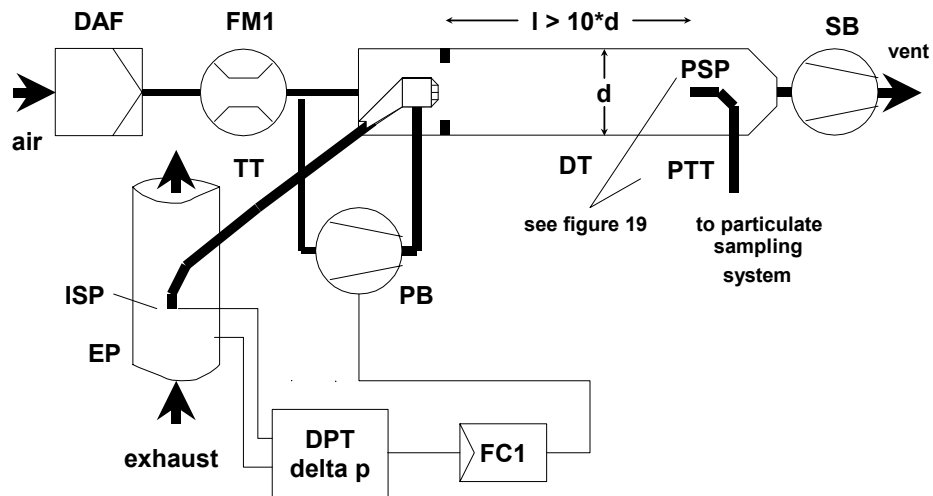 DAF
FM1
l > 10*d
SB
vent
PSP
d
air
TT
DT
PTT
see figure 19
to particulate
sampling
system
ISP
PB
EP
DPT
delta p
FC1
exhaust